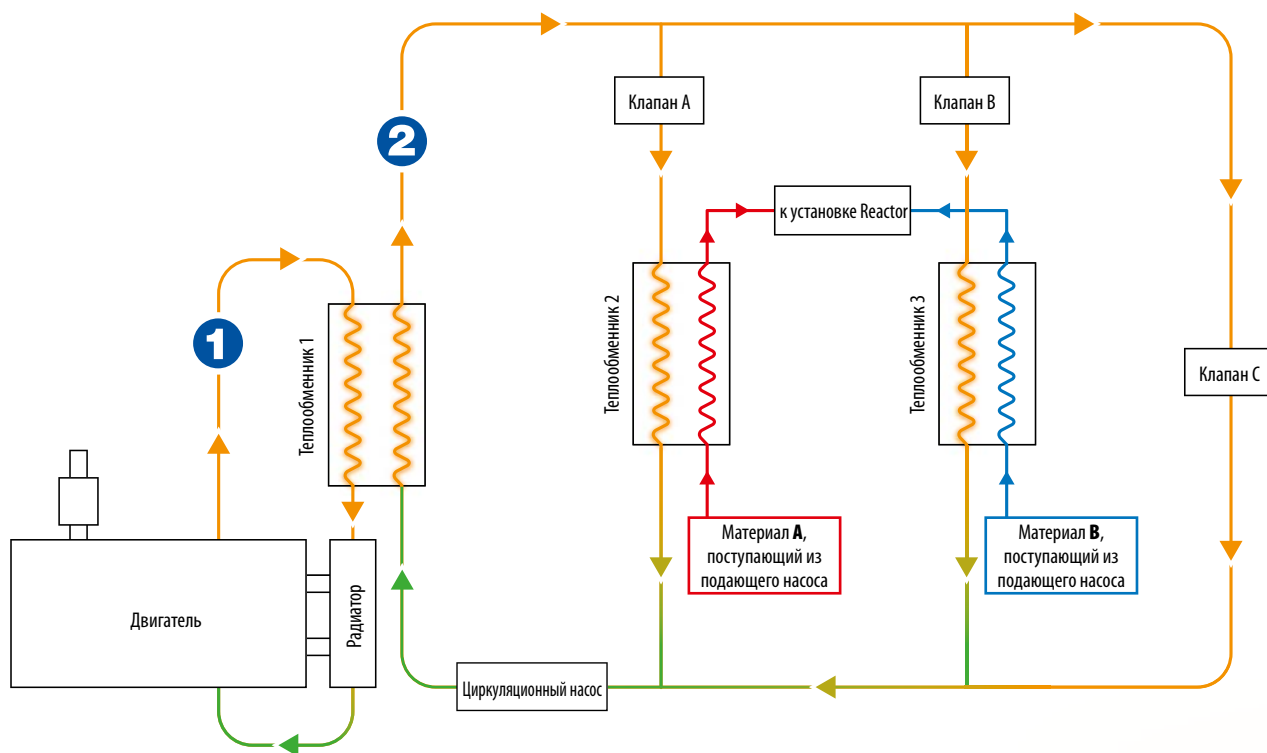 2
Клапан A
Клапан B
к установке Reactor
1
Теплообменник 1
Теплообменник 2
Теплообменник 3
Клапан C
Материал A,
поступающий из
подающего насоса
Материал B,
поступающий из
подающего насоса
Двигатель
Радиатор
Циркуляционный насос